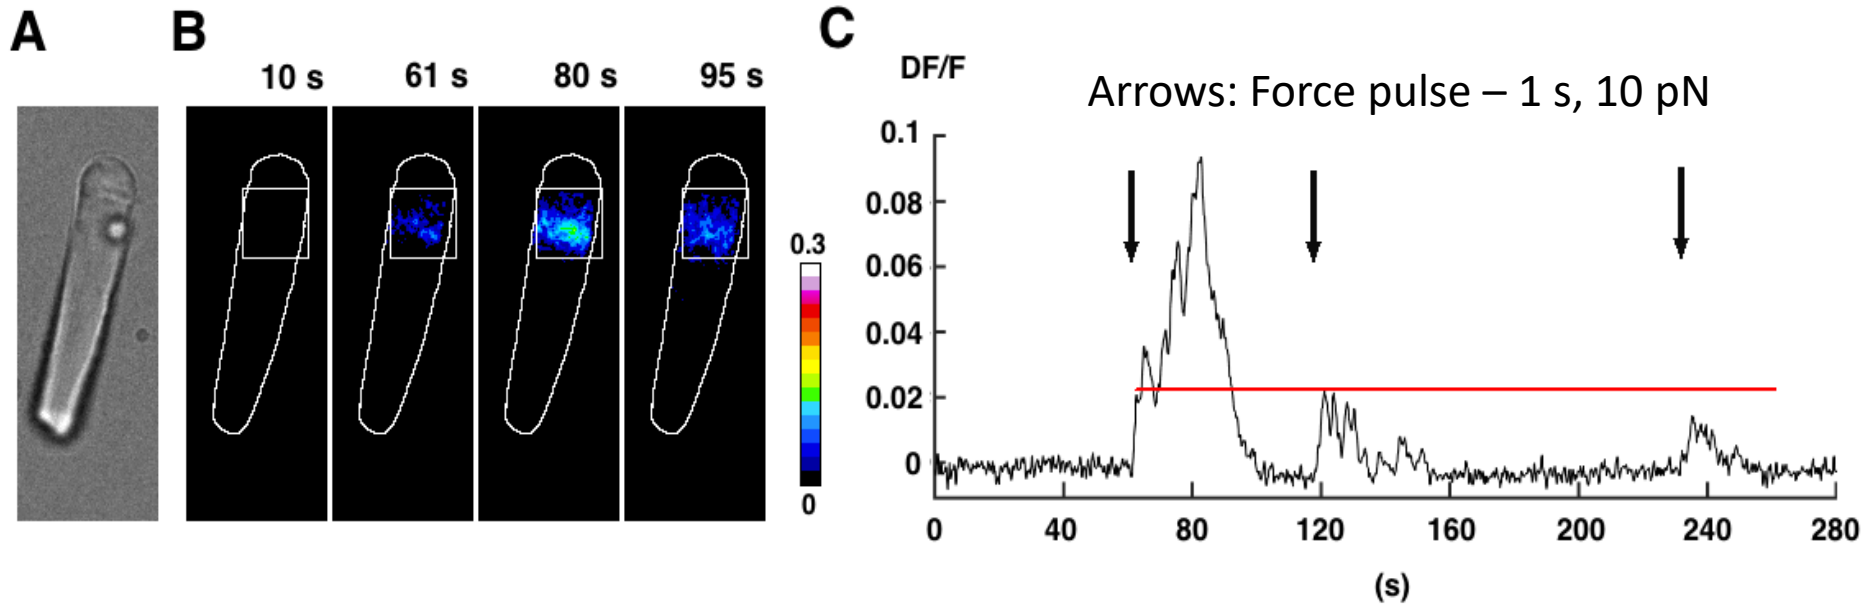 A
B
C
10 s
61 s
80 s
95 s
0.3
0
DF/F
Arrows: Force pulse – 1 s, 10 pN
0.1
0.08
0.06
0.04
0.02
0
0
40
80
120
160
200
240
280
(s)